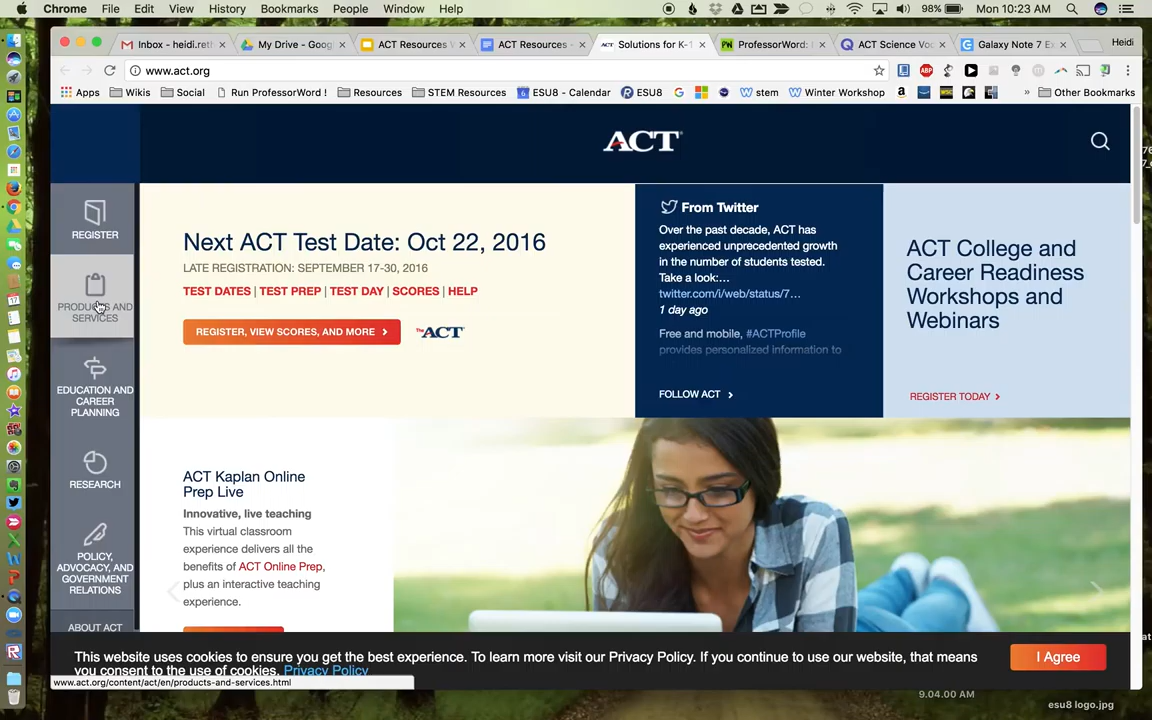 Chrome File Edit View History Bookmarks People Window Help 98% Mon 10:23 AM
Inbox - heidi.reth × My Drive - Goog × ACT Resources W × ACT Resources - × ACT Solutions for K-1 × ProfessorWord: × ACT Science Voc × Galaxy Note 7 Ex × Heidi
www.act.org
Apps Wikis Social Run ProfessorWord ! Resources STEM Resources ESU8 - Calendar ESU8 stem Winter Workshop » Other Bookmarks
ACT
REGISTER
PRODUCTS AND
SERVICES
EDUCATION AND
CAREER
PLANNING
RESEARCH
POLICY,
ADVOCACY, AND
GOVERNMENT
RELATIONS
ABOUT ACT
Next ACT Test Date: Oct 22, 2016
LATE REGISTRATION: SEPTEMBER 17-30, 2016
TEST DATES | TEST PREP | TEST DAY | SCORES | HELP
REGISTER, VIEW SCORES, AND MORE
The ACT
From Twitter
Over the past decade, ACT has
experienced unprecedented growth
in the number of students tested.
Take a look:…
twitter.com/i/web/status/7…
1 day ago
Free and mobile, #ACTProfile
provides personalized information to
FOLLOW ACT
ACT College and
Career Readiness
Workshops and
Webinars
REGISTER TODAY
ACT Kaplan Online
Prep Live
Innovative, live teaching
This virtual classroom
experience delivers all the
benefits of ACT Online Prep,
plus an interactive teaching
experience.
This website uses cookies to ensure you get the best experience. To learn more visit our Privacy Policy. If you continue to use our website, that means
you consent to the use of cookies. Privacy Policy
I Agree
www.act.org/content/act/en/products-and-services.html
9.04.00 AM
esu8 logo.jpg